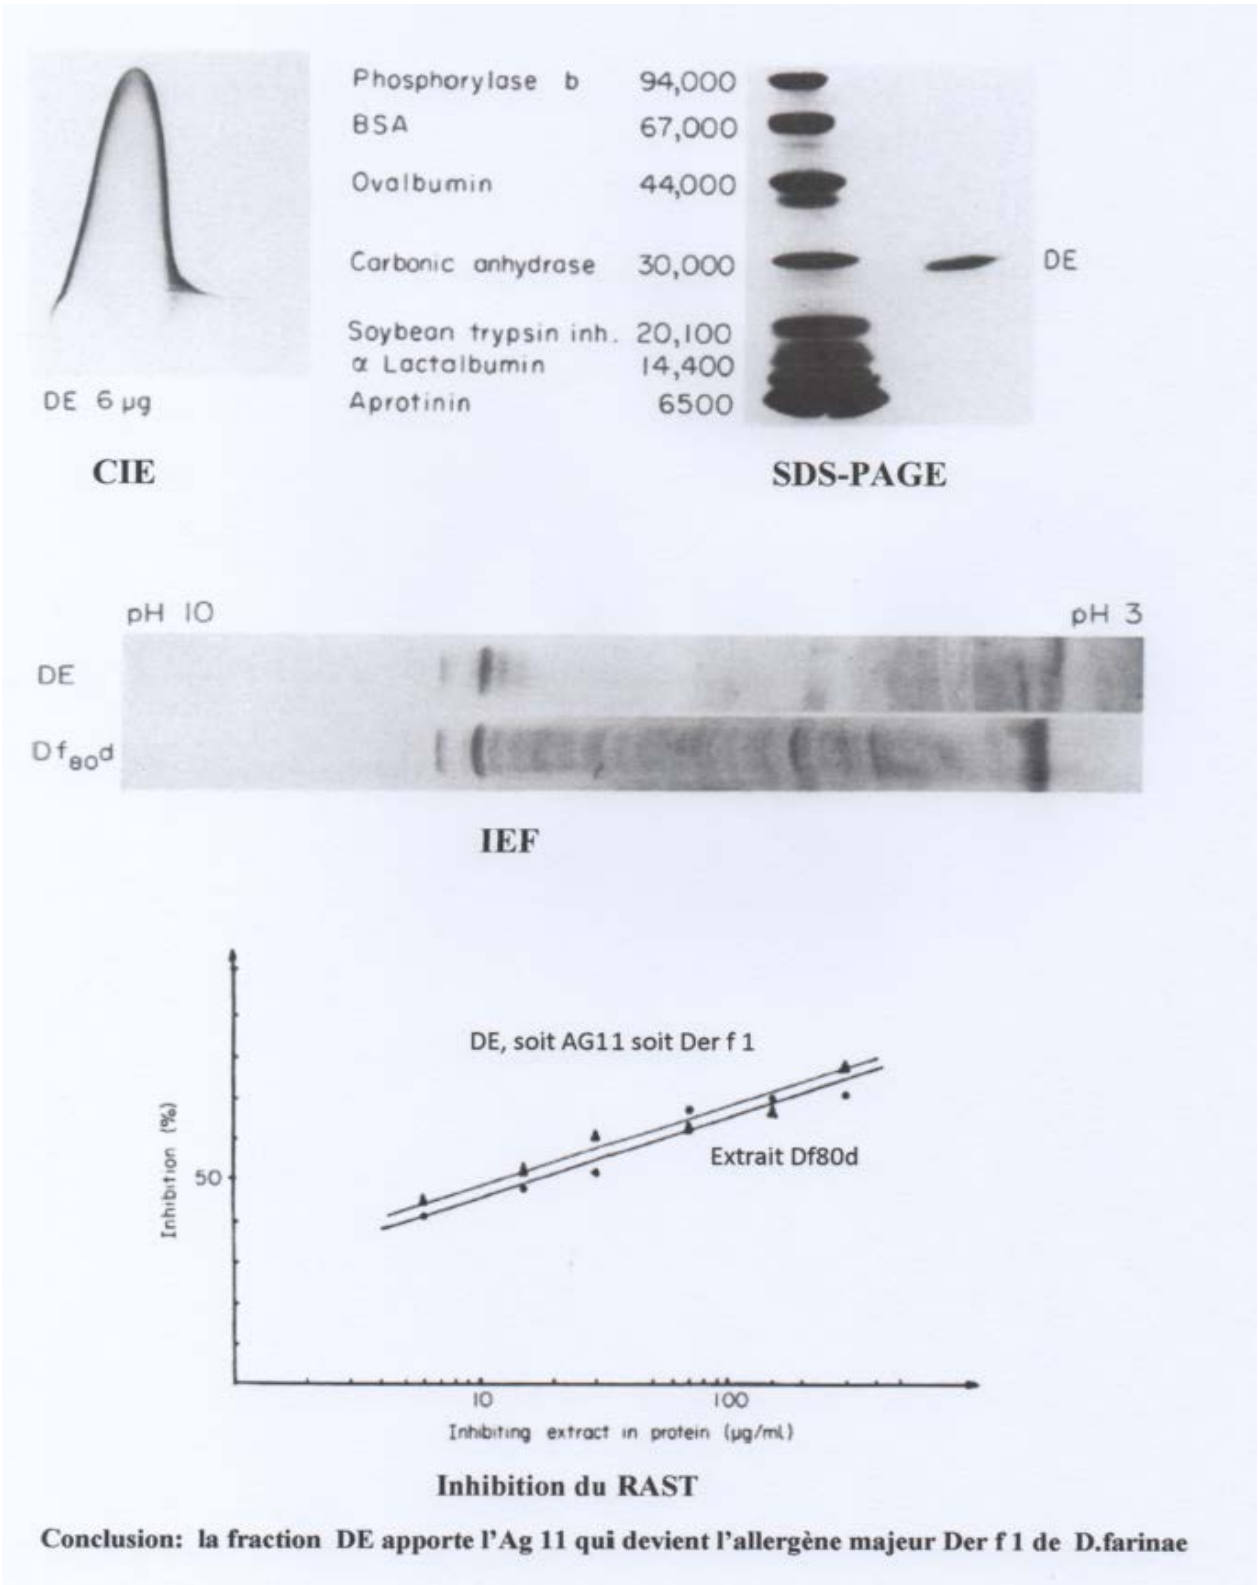 Phosphorylase b 94,000
BSA 67,000
Ovalbumin 44,000
Carbonic anhydrase 30,000
DE
Soybean trypsin inh. 20,100
α Lactalbumin 14,400
Aprotinin 6500
DE 6 µg
CIE
SDS-PAGE
pH 10
pH 3
DE
Df80d
IEF
DE, soit AG11 soit Der f 1
Extrait Df80d
Inhibition (%)
50
10
100
Inhibiting extract in protein (µg/ml)
Inhibition du RAST
Conclusion: la fraction DE apporte l'Ag 11 qui devient l'allergène majeur Der f 1 de D.farinae